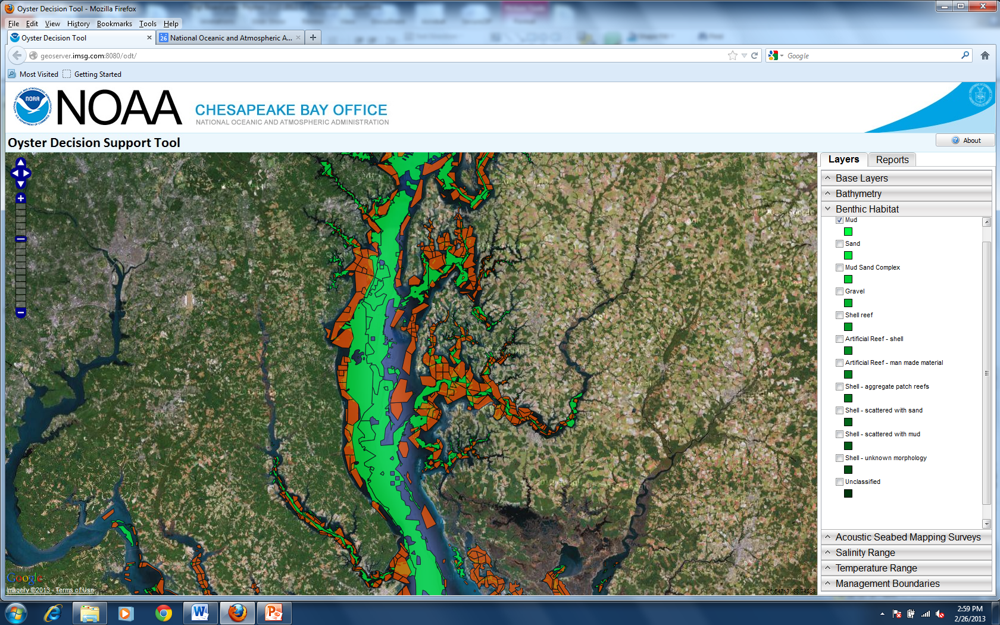 Oyster Decision Tool - Mozilla Firefox
File Edit View History Bookmarks Tools Help
Oyster Decision Tool
26 National Oceanic and Atmospheric A...
geoserver.imsg.com:8080/odt/
Google
Most Visited Getting Started
NOAA
NOAA
CHESAPEAKE BAY OFFICE
NATIONAL OCEANIC AND ATMOSPHERIC ADMINISTRATION
Oyster Decision Support Tool
About
Layers Reports
Base Layers
Bathymetry
Benthic Habitat
Mud
Sand
Mud Sand Complex
Gravel
Shell reef
Artificial Reef - shell
Artificial Reef - man made material
Shell - aggregate patch reefs
Shell - scattered with sand
Shell - scattered with mud
Shell - unknown morphology
Unclassified
Acoustic Seabed Mapping Surveys
Salinity Range
Temperature Range
Management Boundaries
Google
Imagery ©2013 - Terms of Use
2:59 PM
2/26/2013